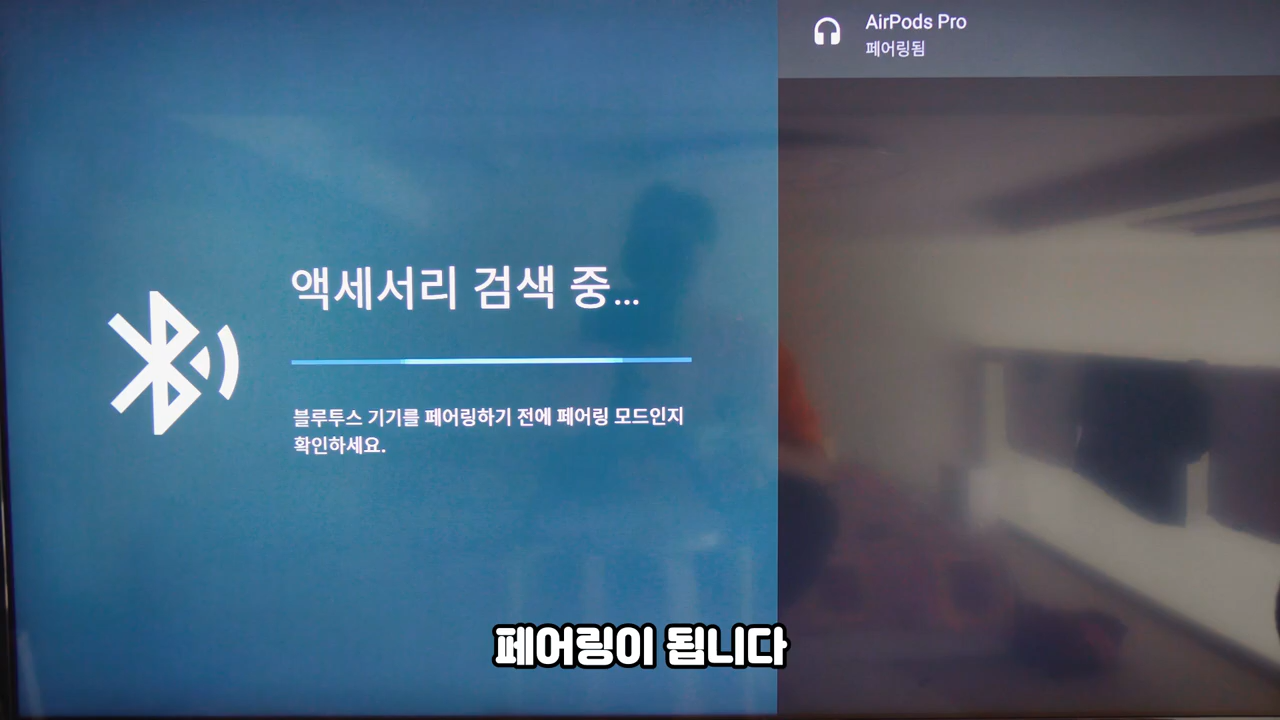 AirPods Pro
페어링됨
액세서리 검색 중...
블루투스 기기를 페어링하기 전에 페어링 모드인지
확인하세요.
페어링이 됩니다